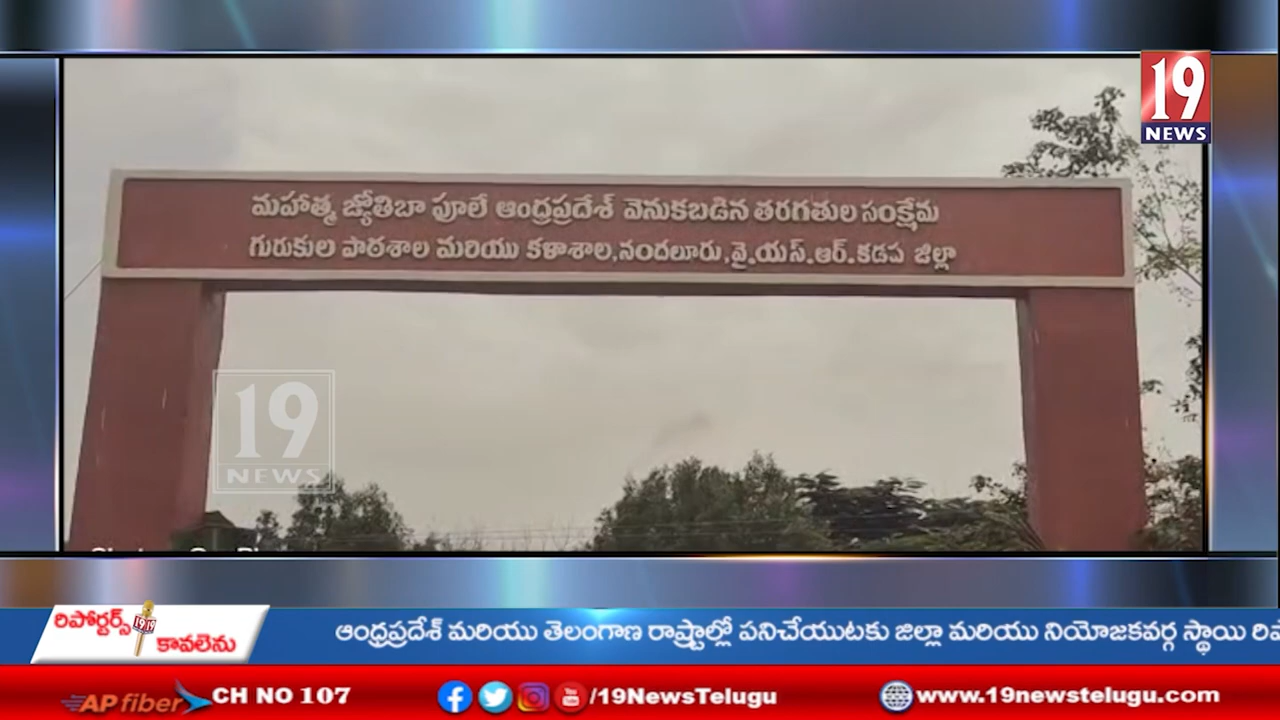 19
NEWS
మహాత్మ జ్యోతిబా పూలే ఆంధ్రప్రదేశ్ వెనుకబడిన తరగతుల సంక్షేమ
గురుకుల పాఠశాల మరియు కళాశాల,నందలూరు,వై.యస్.ఆర్.కడప జిల్లా
19
NEWS
రిపోర్టర్స్
కావలెను
ఆంధ్రప్రదేశ్ మరియు తెలంగాణ రాష్ట్రాల్లో పనిచేయుటకు జిల్లా మరియు నియోజకవర్గ స్థాయి
AP fiber CH NO 107
/19NewsTelugu
www.19newstelugu.com